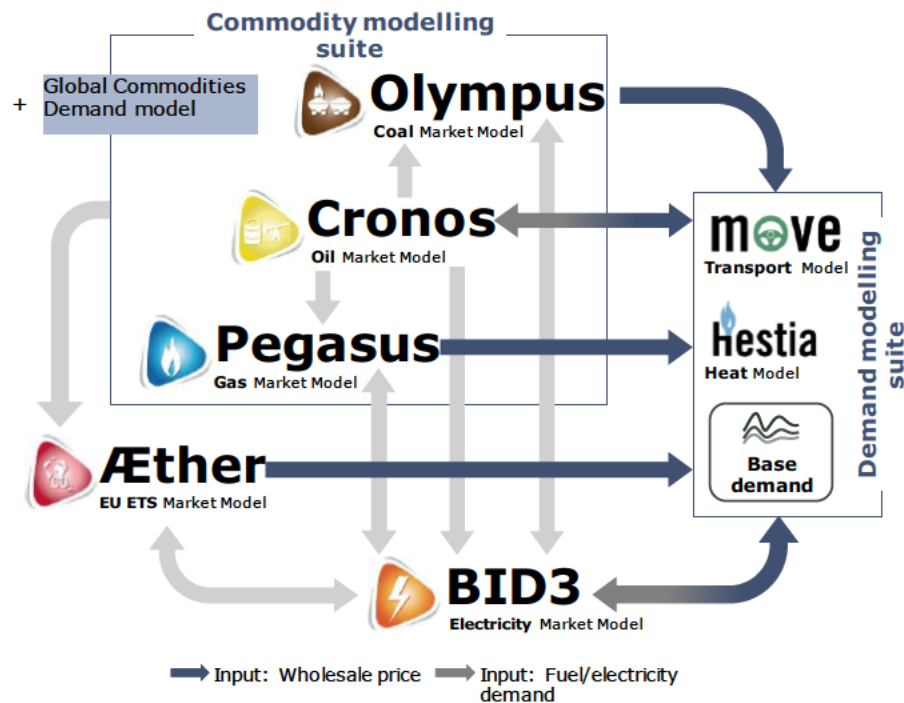 Commodity modelling
suite
+ Global Commodities
Demand model
Olympus
Coal Market Model
Cronos
Oil Market Model
Pegasus
Gas Market Model
Æther
EU ETS Market Model
BID3
Electricity Market Model
move
Transport Model
Hestia
Heat Model
Base
demand
Demand modelling
suite
Input: Wholesale price
Input: Fuel/electricity
demand